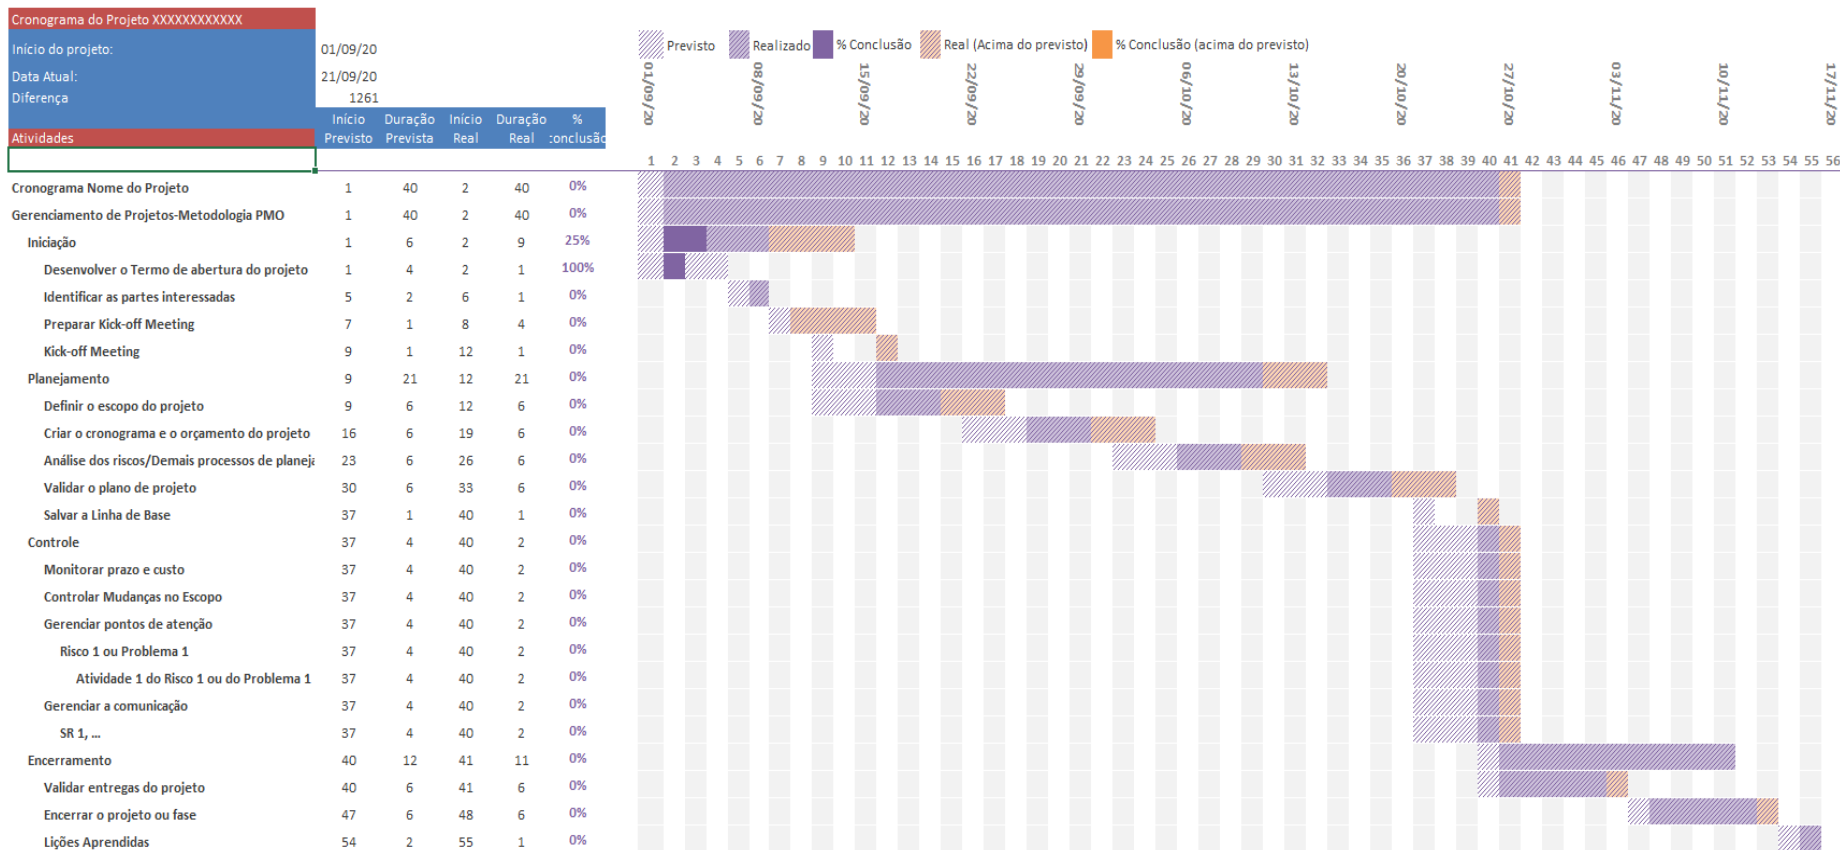 Cronograma do Projeto XXXXXXXXXXXX
Início do projeto: 01/09/20
Data Atual: 21/09/20
Diferença 1261
Previsto Realizado % Conclusão Real (Acima do previsto) % Conclusão (acima do previsto)
01/09/20 08/09/20 15/09/20 22/09/20 29/09/20 06/10/20 13/10/20 20/10/20 27/10/20 03/11/20 10/11/20 17/11/20
Atividades Início Previsto Duração Prevista Início Real Duração Real % conclusão
1 2 3 4 5 6 7 8 9 10 11 12 13 14 15 16 17 18 19 20 21 22 23 24 25 26 27 28 29 30 31 32 33 34 35 36 37 38 39 40 41 42 43 44 45 46 47 48 49 50 51 52 53 54 55 56
Cronograma Nome do Projeto 1 40 2 40 0%
Gerenciamento de Projetos-Metodologia PMO 1 40 2 40 0%
Iniciação 1 6 2 9 25%
Desenvolver o Termo de abertura do projeto 1 4 2 1 100%
Identificar as partes interessadas 5 2 6 1 0%
Preparar Kick-off Meeting 7 1 8 4 0%
Kick-off Meeting 9 1 12 1 0%
Planejamento 9 21 12 21 0%
Definir o escopo do projeto 9 6 12 6 0%
Criar o cronograma e o orçamento do projeto 16 6 19 6 0%
Análise dos riscos/Demais processos de planeja 23 6 26 6 0%
Validar o plano de projeto 30 6 33 6 0%
Salvar a Linha de Base 37 1 40 1 0%
Controle 37 4 40 2 0%
Monitorar prazo e custo 37 4 40 2 0%
Controlar Mudanças no Escopo 37 4 40 2 0%
Gerenciar pontos de atenção 37 4 40 2 0%
Risco 1 ou Problema 1 37 4 40 2 0%
Atividade 1 do Risco 1 ou do Problema 1 37 4 40 2 0%
Gerenciar a comunicação 37 4 40 2 0%
SR 1, ... 37 4 40 2 0%
Encerramento 40 12 41 11 0%
Validar entregas do projeto 40 6 41 6 0%
Encerrar o projeto ou fase 47 6 48 6 0%
Lições Aprendidas 54 2 55 1 0%